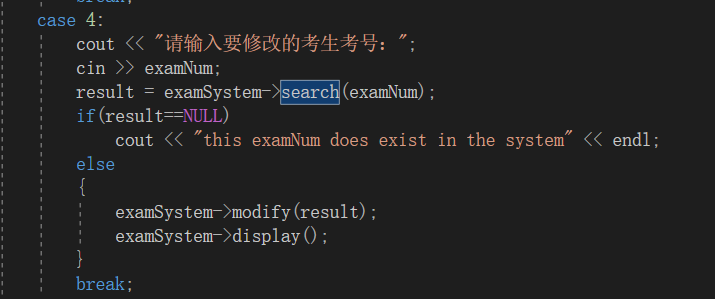 break;
case 4:
cout << "请输入要修改的考生考号：";
cin >> examNum;
result = examSystem->search(examNum);
if(result==NULL)
cout << "this examNum does exist in the system" << endl;
else
{
examSystem->modify(result);
examSystem->display();
}
break;